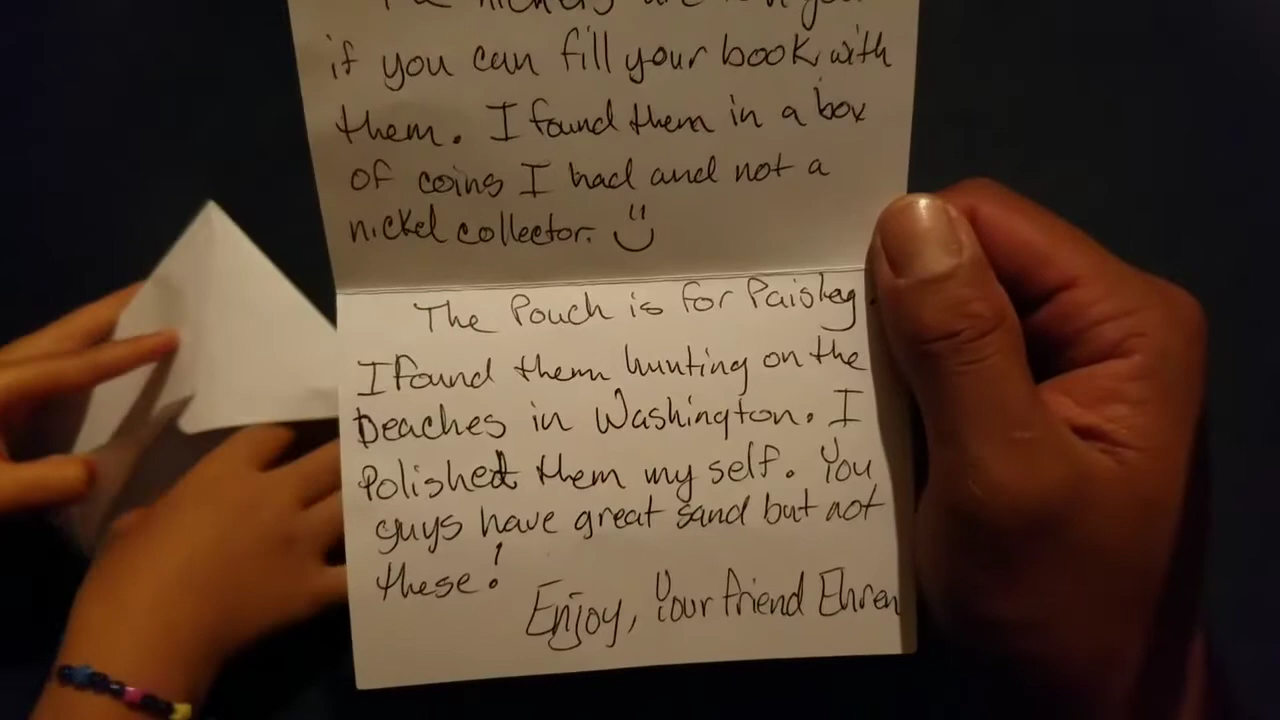 if you can fill your book with
them. I found them in a box
of coins I had and not a
nickel collector.
The Pouch is for Paisley.
I found them hunting on the
beaches in Washington. I
Polished them my self. You
guys have great sand but not
these!
Enjoy, Your friend Ehren